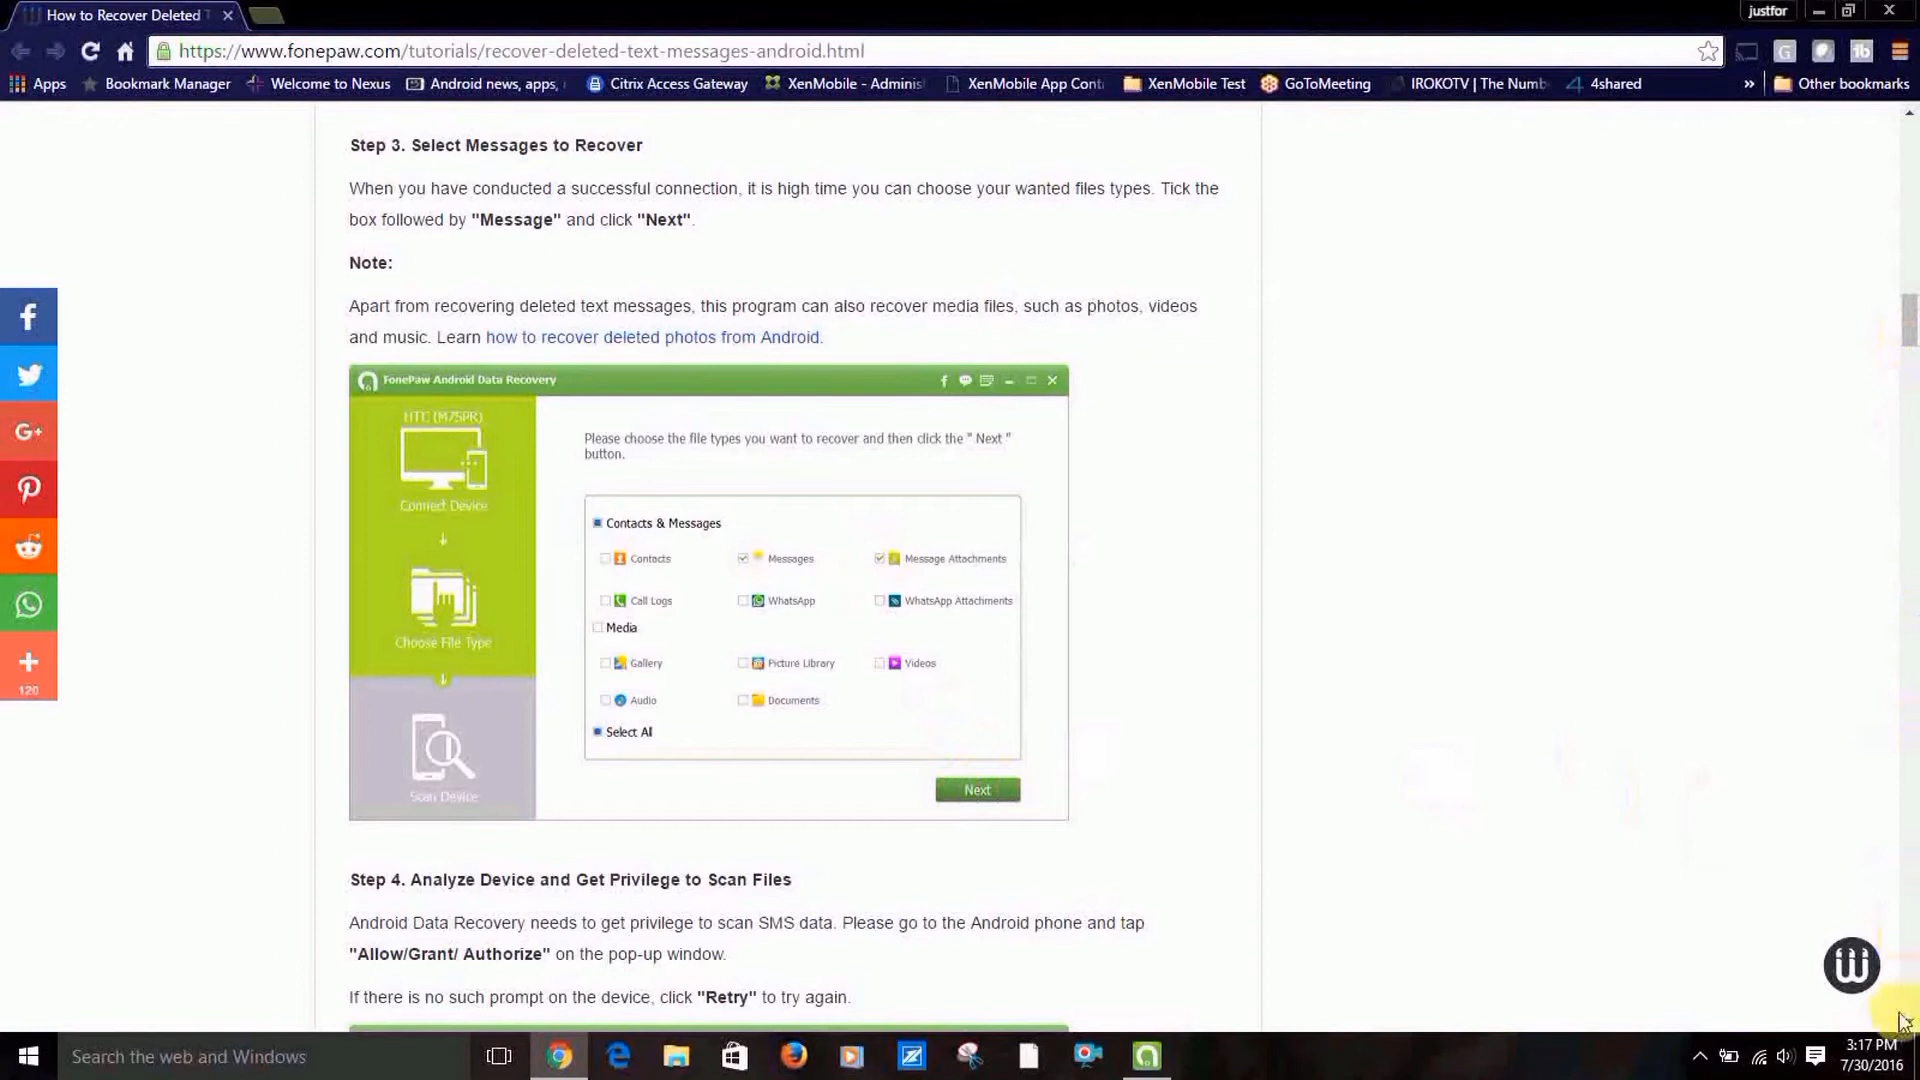 How to Recover Deleted T
justfor
https://www.fonepaw.com/tutorials/recover-deleted-text-messages-android.html
Apps Bookmark Manager Welcome to Nexus Android news, apps, Citrix Access Gateway XenMobile - Adminis XenMobile App Cont XenMobile Test GoToMeeting IROKOTV | The Numb 4shared » Other bookmarks
Step 3. Select Messages to Recover
When you have conducted a successful connection, it is high time you can choose your wanted files types. Tick the
box followed by "Message" and click "Next".
Note:
Apart from recovering deleted text messages, this program can also recover media files, such as photos, videos
and music. Learn how to recover deleted photos from Android.
FonePaw Android Data Recovery
HTC (M75PR)
Connect Device
Choose File Type
Scan Device
Please choose the file types you want to recover and then click the " Next "
button.
Contacts & Messages
Contacts Messages Message Attachments
Call Logs WhatsApp WhatsApp Attachments
Media
Gallery Picture Library Videos
Audio Documents
Select All
Next
G+
120
Step 4. Analyze Device and Get Privilege to Scan Files
Android Data Recovery needs to get privilege to scan SMS data. Please go to the Android phone and tap
"Allow/Grant/ Authorize" on the pop-up window.
If there is no such prompt on the device, click "Retry" to try again.
Search the web and Windows
3:17 PM
7/30/2016